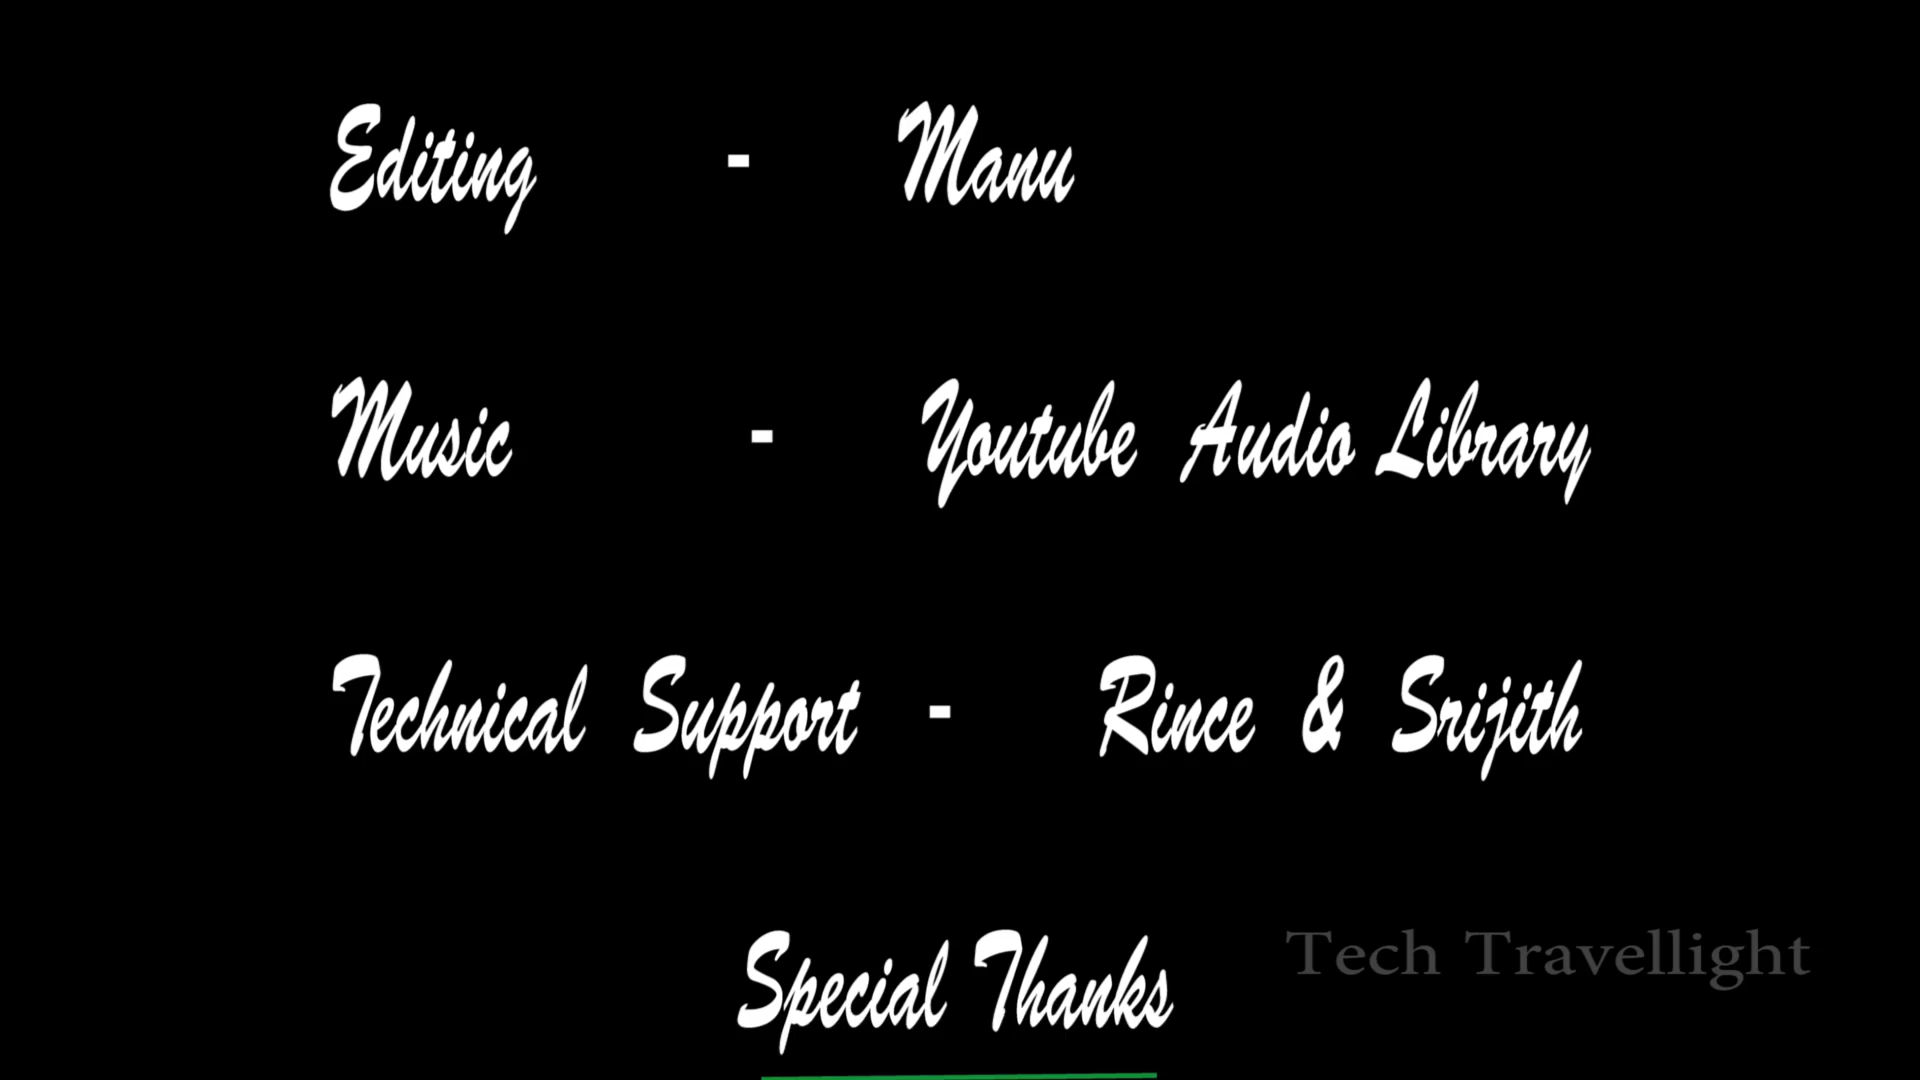 Editing - Manu
Music - Youtube Audio Library
Technical Support - Rince & Srijith
Special Thanks
Tech Travellight